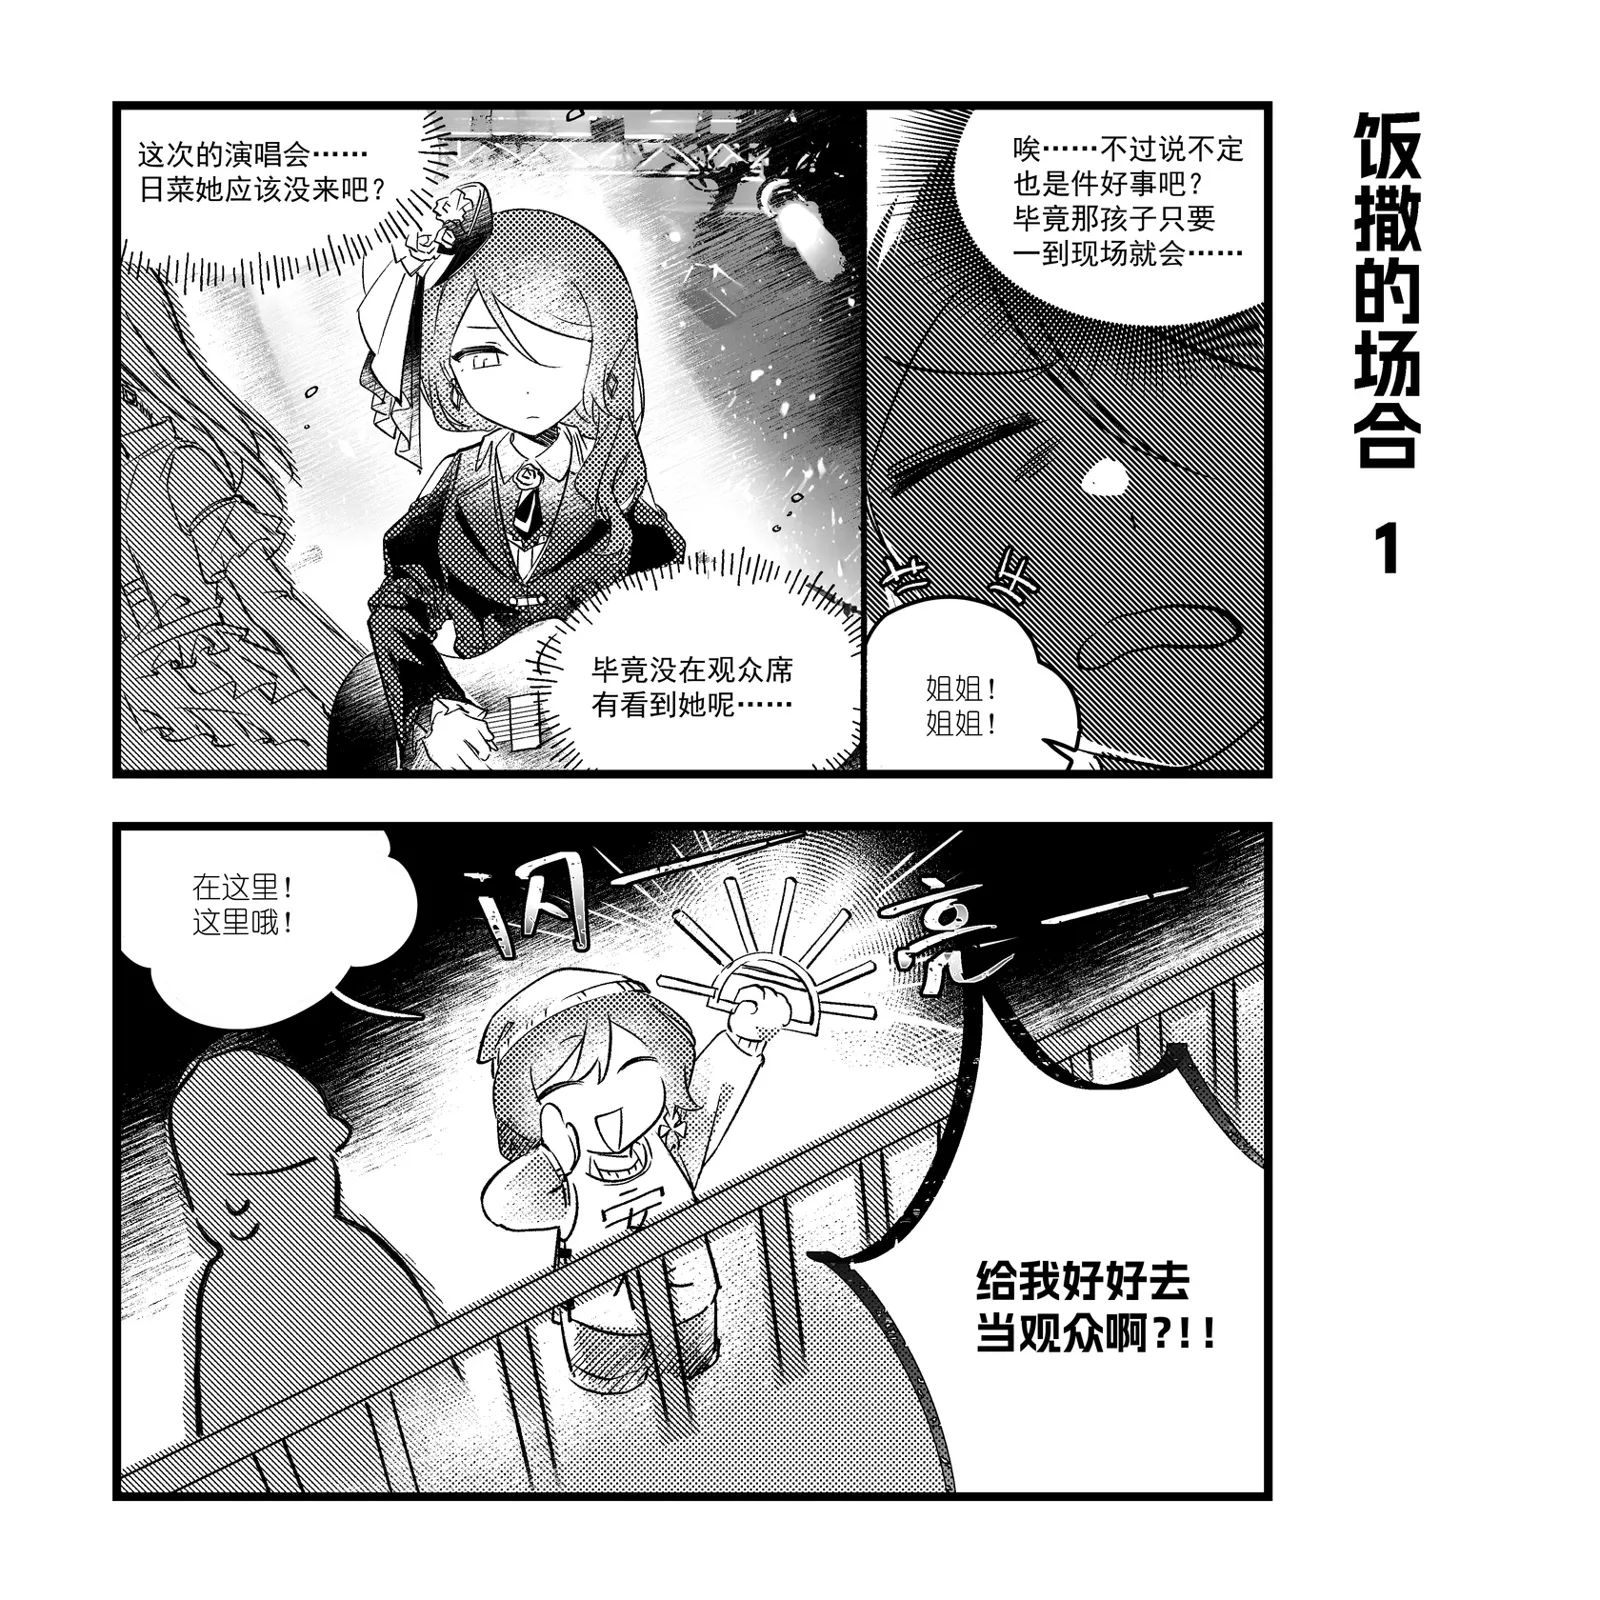 饭撒的场合 1
这次的演唱会……
日菜她应该没来吧？
毕竟没在观众席
有看到她呢……
唉……不过说不定
也是件好事吧？
毕竟那孩子只要
一到现场就会……
姐姐！
姐姐！
在这里！
这里哦！
闪
亮
给我好好去
当观众啊?!!